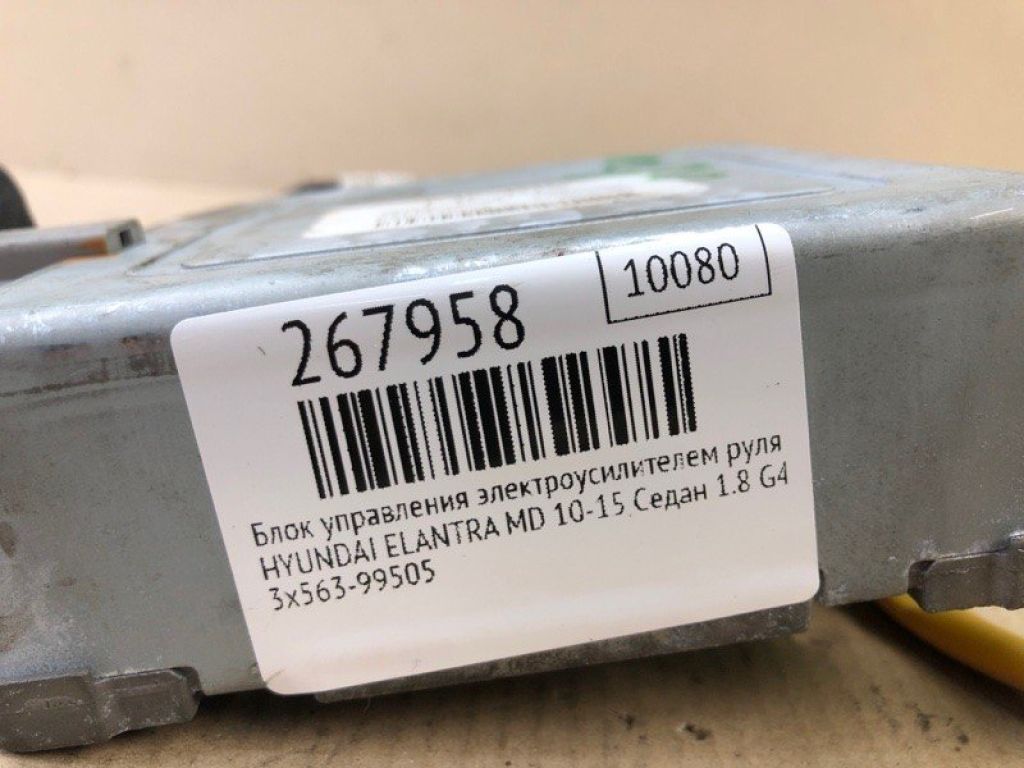 10080
267958
Блок управления электроусилителем руля
HYUNDAI ELANTRA MD 10-15 Седан 1.8 G4
3x563-99505